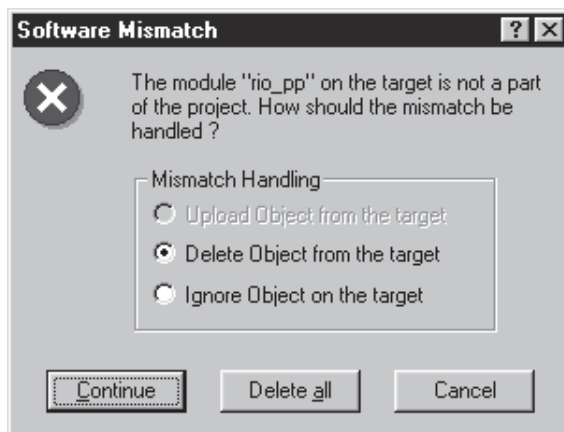 Software Mismatch
? X
The module "rio_pp" on the target is not a part
of the project. How should the mismatch be
handled ?
Mismatch Handling
Upload Object from the target
Delete Object from the target
Ignore Object on the target
Continue Delete all Cancel